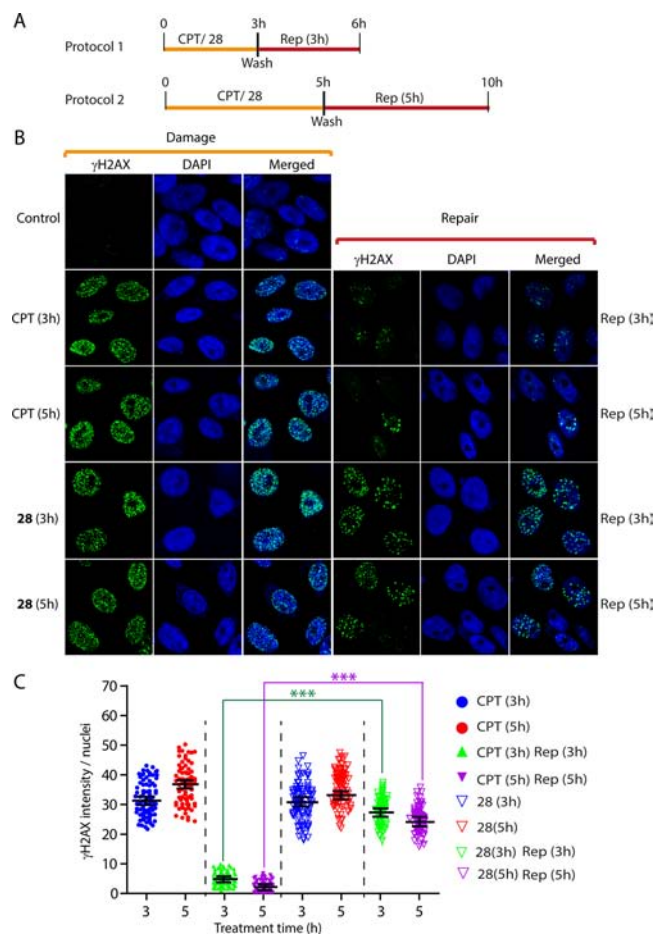 A
0 3h 6h
Protocol 1
CPT/ 28 Rep (3h)
Wash
0 5h 10h
Protocol 2
CPT/ 28 Rep (5h)
Wash
B
Damage
γH2AX DAPI Merged
Control
Repair
γH2AX DAPI Merged
CPT (3h) Rep (3h)
CPT (5h) Rep (5h)
28 (3h) Rep (3h)
28 (5h) Rep (5h)
C
***
***
γH2AX intensity / nuclei
70
60
50
40
30
20
10
0
3 5 3 5 3 5 3 5
Treatment time (h)
CPT (3h)
CPT (5h)
CPT (3h) Rep (3h)
CPT (5h) Rep (5h)
28 (3h)
28(5h)
28(3h) Rep (3h)
28(5h) Rep (5h)